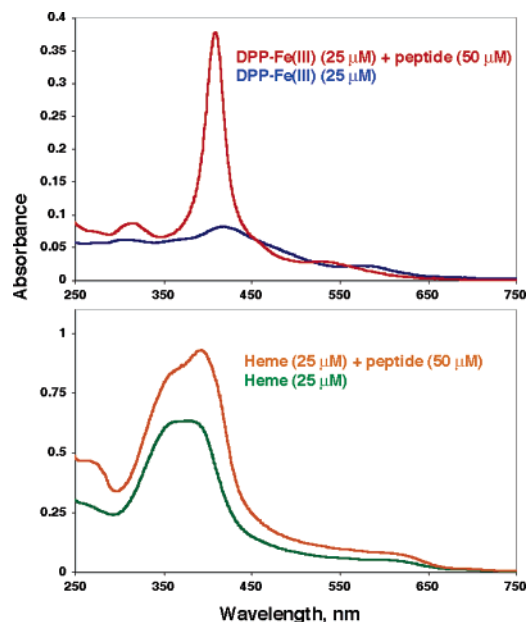 0.4
0.35
0.3
0.25
0.2
0.15
0.1
0.05
0
DPP-Fe(III) (25 μM) + peptide (50 μM)
DPP-Fe(III) (25 μM)
250 350 450 550 650 750
Absorbance
1
0.75
0.5
0.25
0
Heme (25 μM) + peptide (50 μM)
Heme (25 μM)
250 350 450 550 650 750
Wavelength, nm